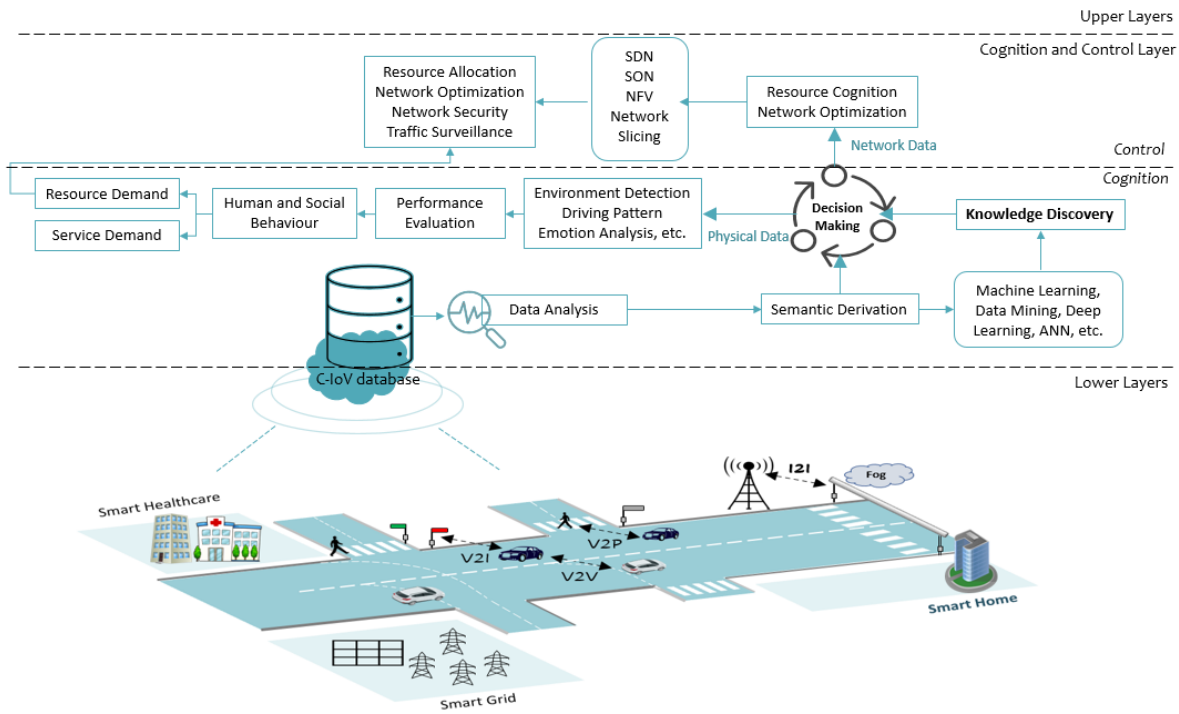 Upper Layers
Cognition and Control Layer
SDN
SON
NFV
Network
Slicing
Resource Allocation
Network Optimization
Network Security
Traffic Surveillance
Resource Cognition
Network Optimization
Network Data
Control
Cognition
Resource Demand
Service Demand
Human and Social
Behaviour
Performance
Evaluation
Environment Detection
Driving Pattern
Emotion Analysis, etc.
Physical Data
Decision
Making
Knowledge Discovery
Data Analysis
Semantic Derivation
Machine Learning,
Data Mining, Deep
Learning, ANN, etc.
C-IoV database
Lower Layers
I2I
Fog
Smart Healthcare
V2I
V2P
V2V
Smart Home
Smart Grid